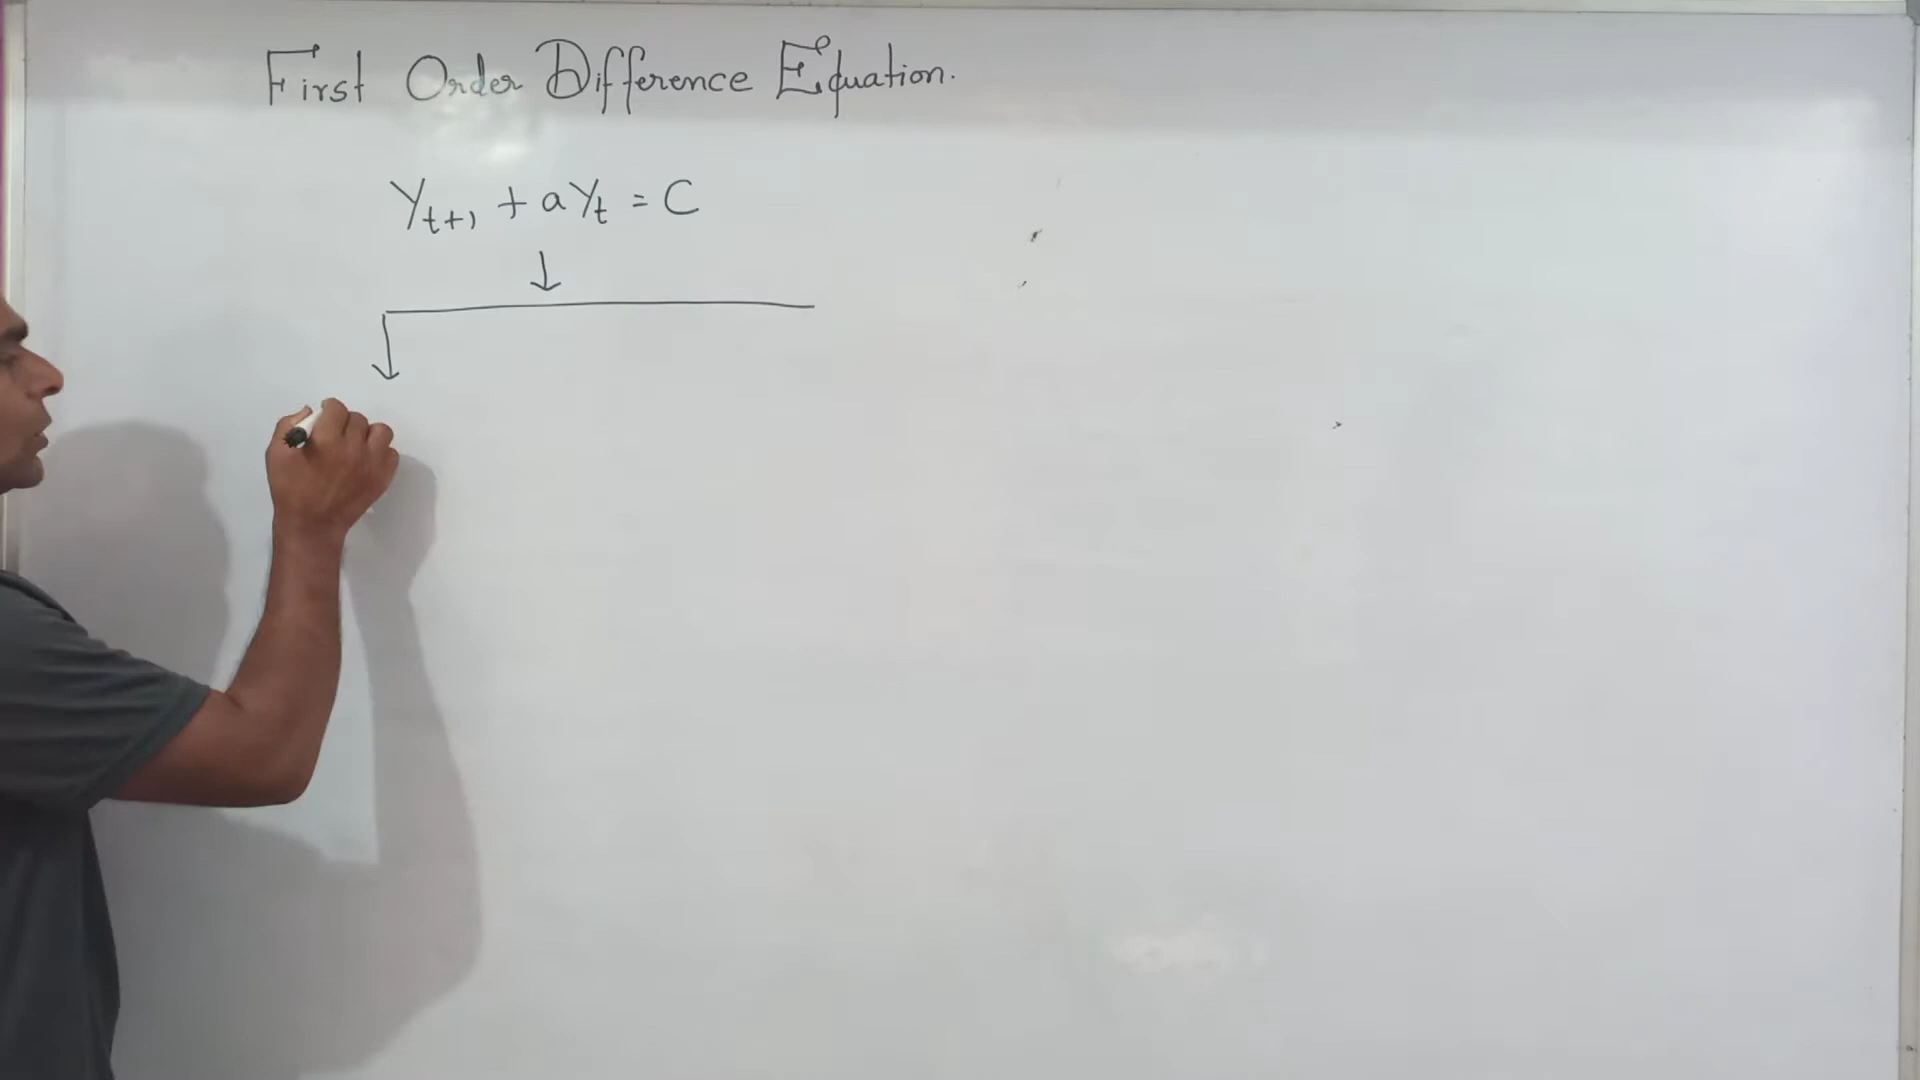 First Order Difference Equation.
Yt+1 + aYt = C